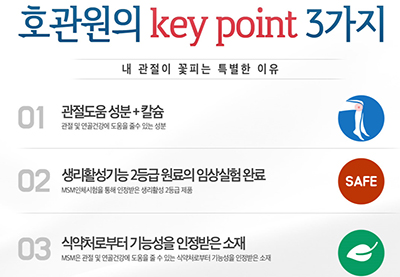 호관원의 key point 3가지
내 관절이 꽃피는 특별한 이유
01 관절도움 성분 + 칼슘
관절 및 연골건강에 도움을 줄수 있는 성분
02 생리활성기능 2등급 원료의 임상실험 완료
SAFE
MSM인체시험을 통해 인정받은 생리활성 2등급 제품
03 식약처로부터 기능성을 인정받은 소재
MSM은 관절 및 연골건강에 도움을 줄 수 있는 식약처로부터 기능성을 인정받은 소재